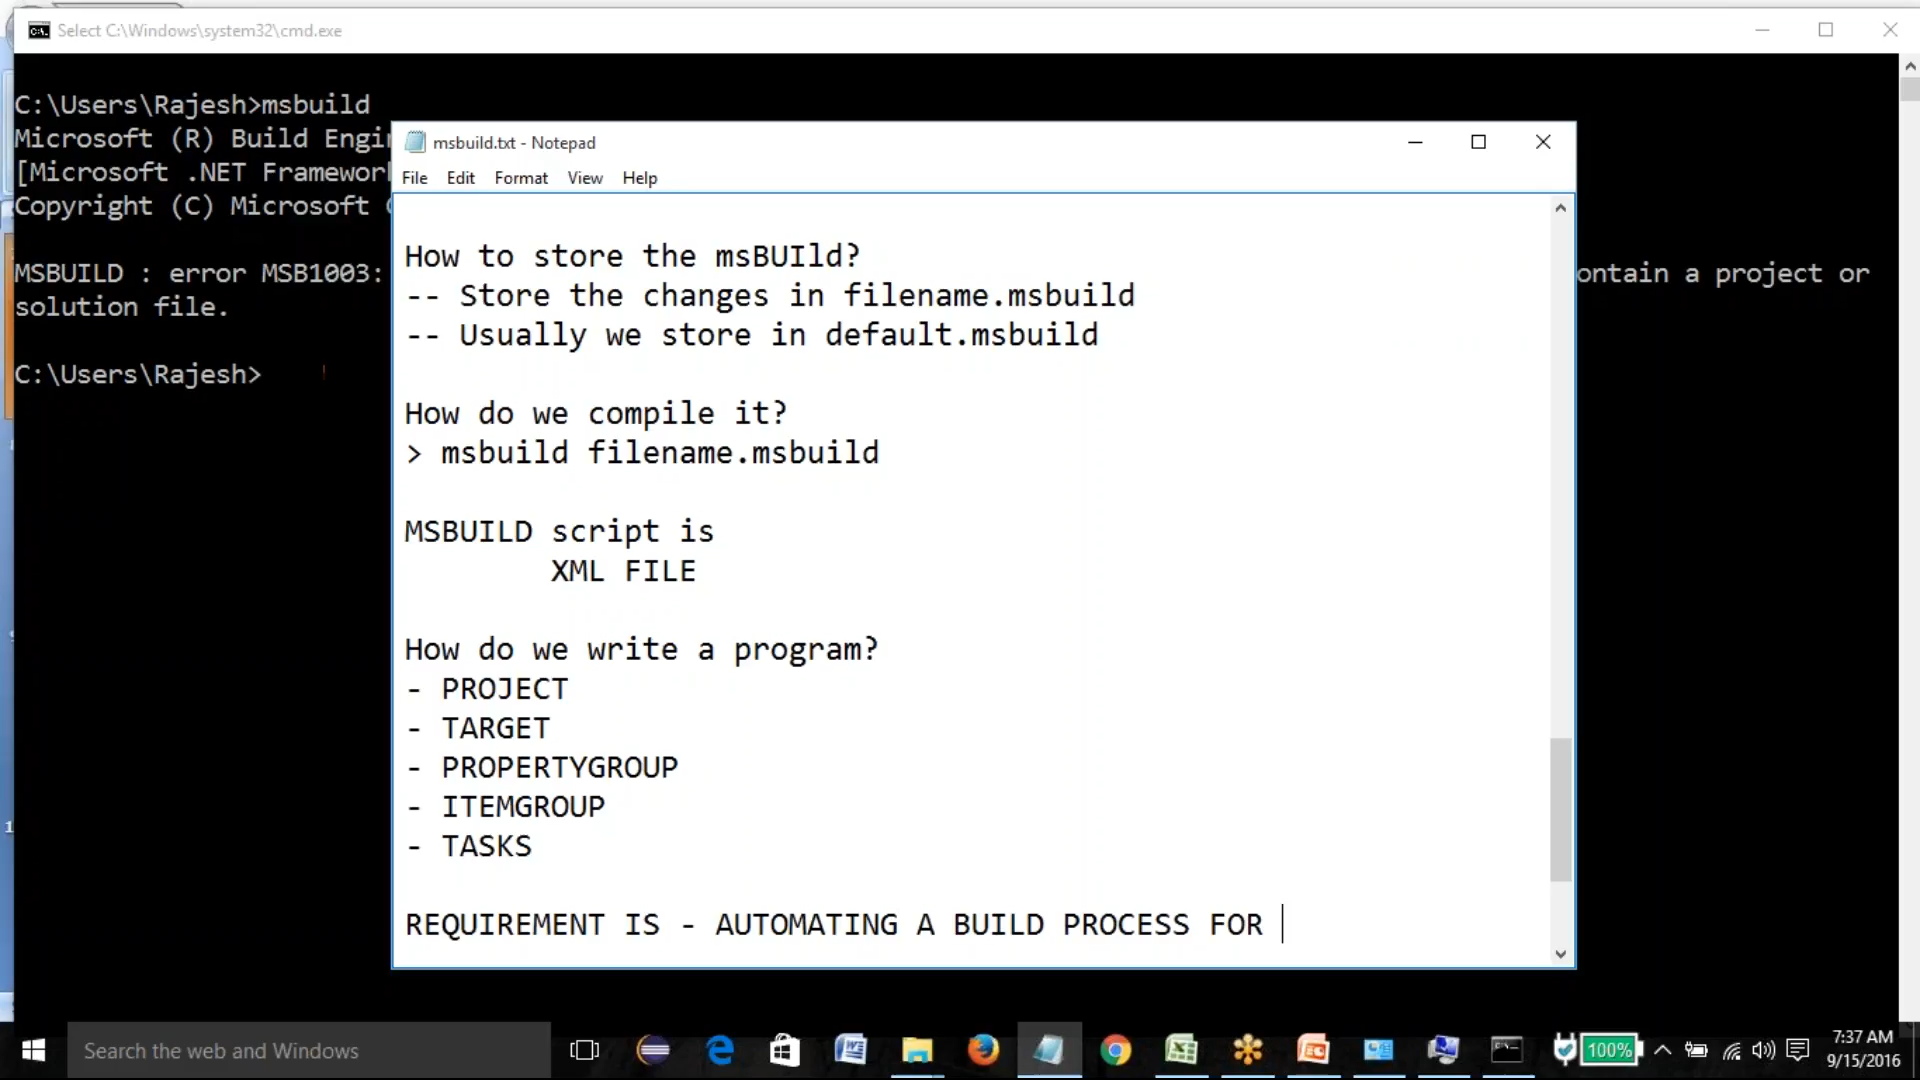 Select C:\Windows\system32\cmd.exe
C:\Users\Rajesh>msbuild
Microsoft (R) Build Engi
[Microsoft .NET Framewor
Copyright (C) Microsoft
MSBUILD : error MSB1003:
ontain a project or
solution file.
C:\Users\Rajesh>
msbuild.txt - Notepad
File Edit Format View Help
How to store the msBUIld?
-- Store the changes in filename.msbuild
-- Usually we store in default.msbuild
How do we compile it?
> msbuild filename.msbuild
MSBUILD script is
XML FILE
How do we write a program?
- PROJECT
- TARGET
- PROPERTYGROUP
- ITEMGROUP
- TASKS
REQUIREMENT IS - AUTOMATING A BUILD PROCESS FOR
Search the web and Windows
100%
7:37 AM
9/15/2016